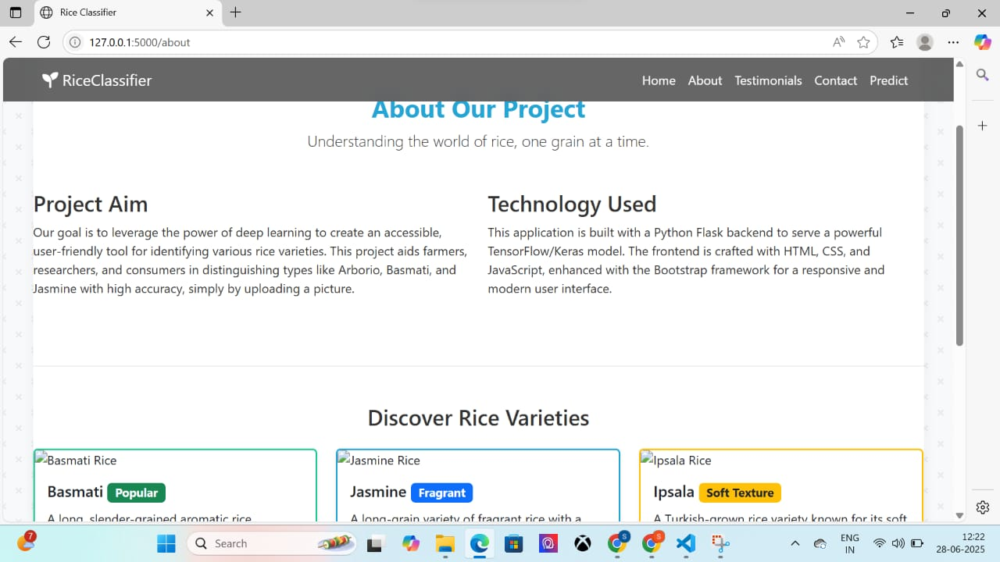 Rice Classifier
127.0.0.1:5000/about
RiceClassifier
Home About Testimonials Contact Predict
About Our Project
Understanding the world of rice, one grain at a time.
Project Aim
Our goal is to leverage the power of deep learning to create an accessible,
user-friendly tool for identifying various rice varieties. This project aids farmers,
researchers, and consumers in distinguishing types like Arborio, Basmati, and
Jasmine with high accuracy, simply by uploading a picture.
Technology Used
This application is built with a Python Flask backend to serve a powerful
TensorFlow/Keras model. The frontend is crafted with HTML, CSS, and
JavaScript, enhanced with the Bootstrap framework for a responsive and
modern user interface.
Discover Rice Varieties
Basmati Rice
Basmati Popular
A long, slender-grained aromatic rice
Jasmine Rice
Jasmine Fragrant
A long-grain variety of fragrant rice with a
Ipsala Rice
Ipsala Soft Texture
A Turkish-grown rice variety known for its soft
7
Search
S
S
ENG
IN
12:22
28-06-2025